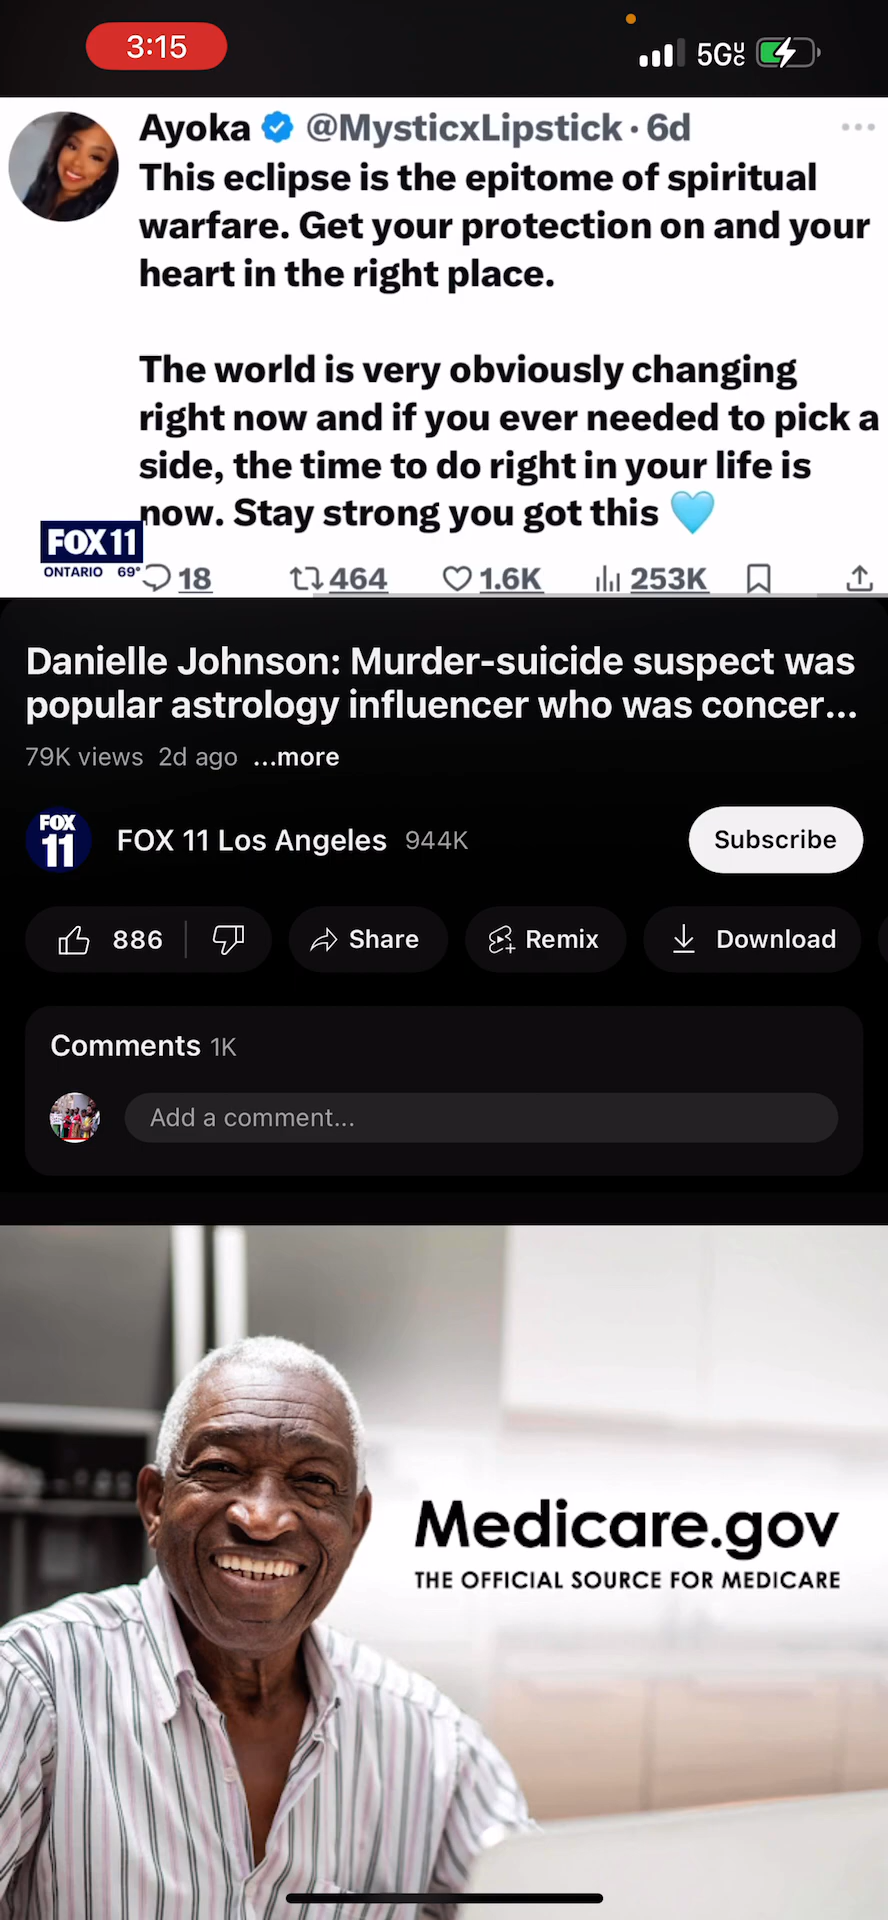 3:15
5GUC
Ayoka @MysticxLipstick · 6d
This eclipse is the epitome of spiritual
warfare. Get your protection on and your
heart in the right place.
The world is very obviously changing
right now and if you ever needed to pick a
side, the time to do right in your life is
now. Stay strong you got this 🩵
FOX 11
ONTARIO 69°
18 464 1.6K 253K
Danielle Johnson: Murder-suicide suspect was
popular astrology influencer who was concer...
79K views 2d ago ...more
FOX
11
FOX 11 Los Angeles 944K
Subscribe
886 Share Remix Download
Comments 1K
Add a comment...
Medicare.gov
THE OFFICIAL SOURCE FOR MEDICARE